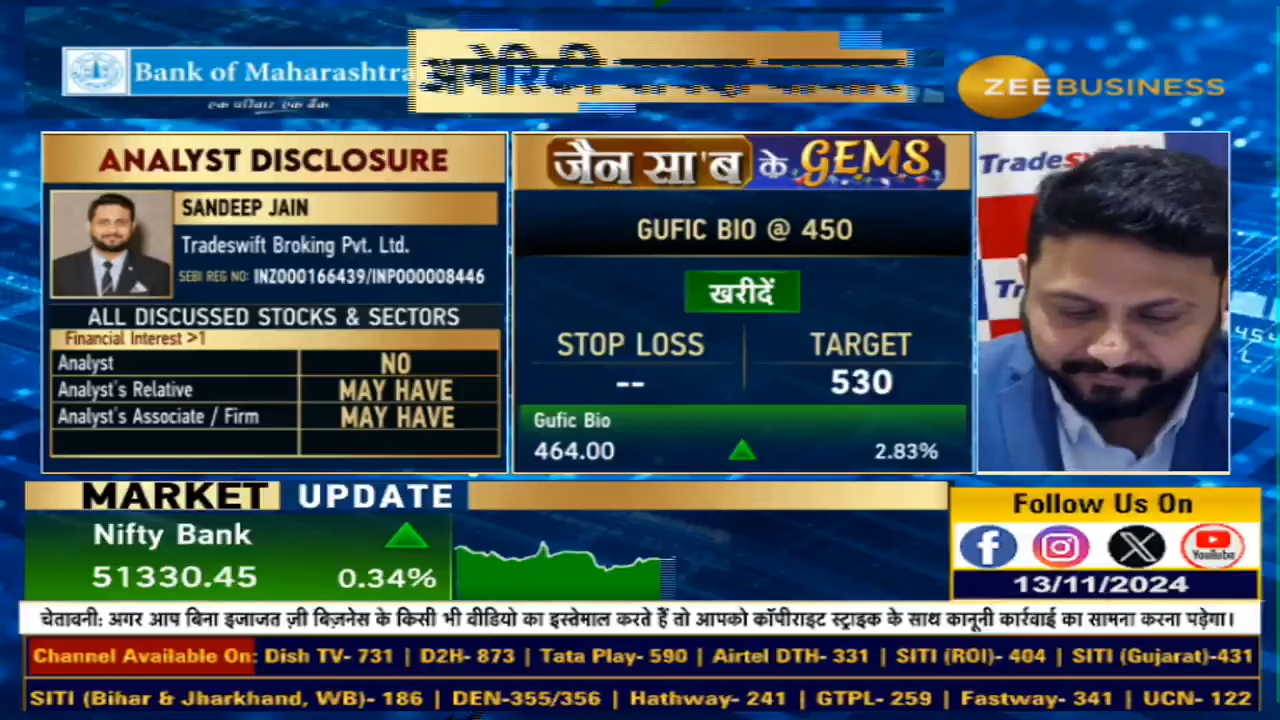 Bank of Maharashtra
एक परिवार एक बैंक
ZEE BUSINESS
ANALYST DISCLOSURE
SANDEEP JAIN
Tradeswift Broking Pvt. Ltd.
SEBI REG NO: INZ000166439/INP000008446
ALL DISCUSSED STOCKS & SECTORS
Financial Interest >1
Analyst NO
Analyst's Relative MAY HAVE
Analyst's Associate / Firm MAY HAVE
जैन सा'ब के GEMS
GUFIC BIO @ 450
खरीदें
STOP LOSS TARGET
-- 530
Gufic Bio
464.00 2.83%
MARKET UPDATE
Nifty Bank
51330.45 0.34%
Follow Us On
YouTube
13/11/2024
चेतावनी: अगर आप बिना इजाजत ज़ी बिज़नेस के किसी भी वीडियो का इस्तेमाल करते हैं तो आपको कॉपीराइट स्ट्राइक के साथ कानूनी कार्रवाई का सामना करना पड़ेगा।
Channel Available On: Dish TV- 731 | D2H- 873 | Tata Play- 590 | Airtel DTH- 331 | SITI (ROI)- 404 | SITI (Gujarat)-431
SITI (Bihar & Jharkhand, WB)- 186 | DEN-355/356 | Hathway- 241 | GTPL- 259 | Fastway- 341 | UCN- 122